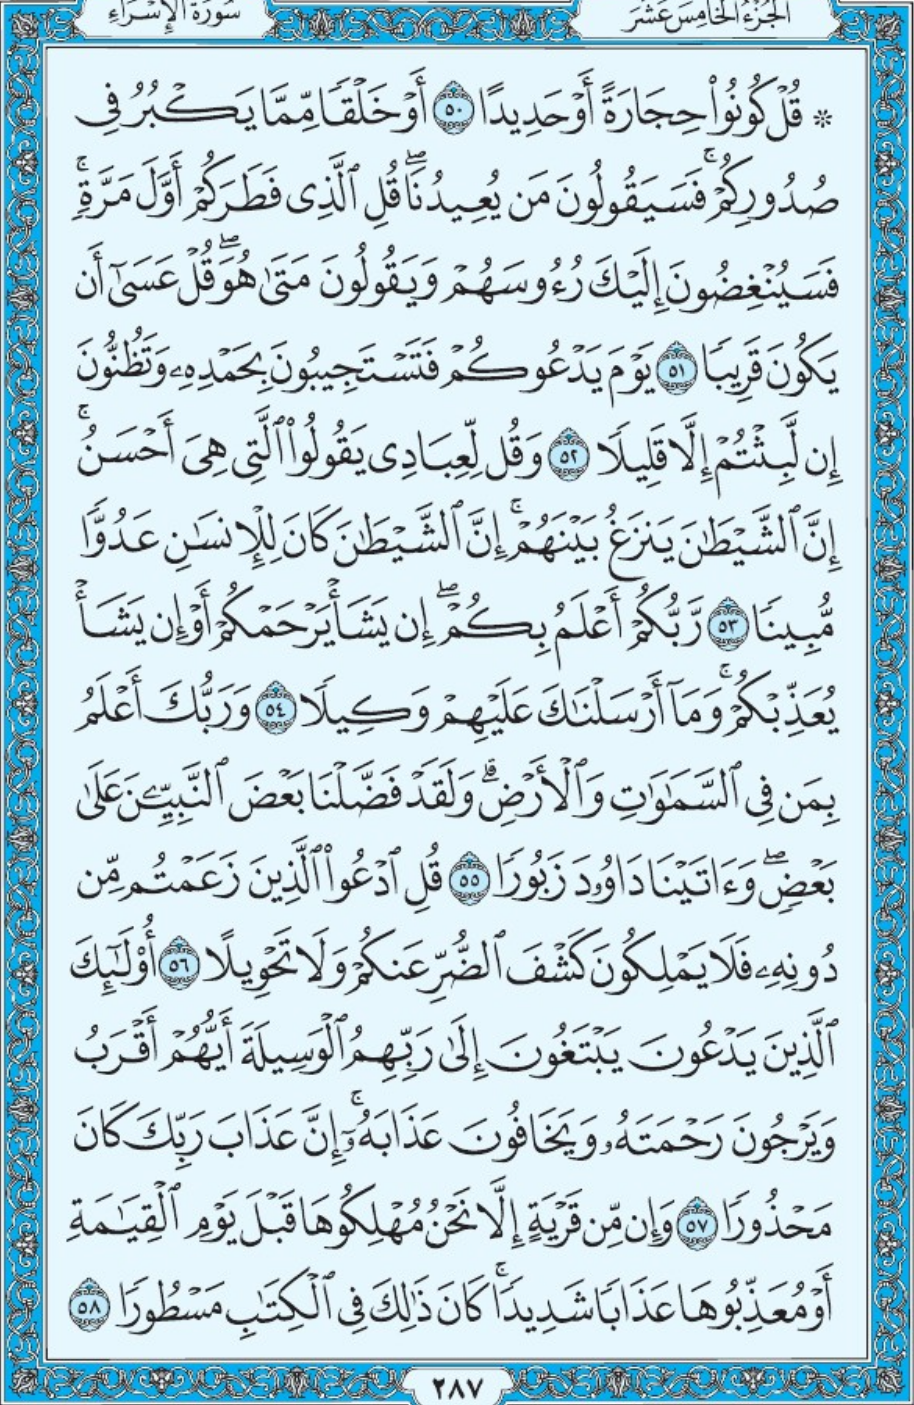 الجزء الخامس عشر
سورة الإسراء
۞ قُلۡ كُونُواْ حِجَارَةً أَوۡ حَدِيدًا ٥٠ أَوۡ خَلۡقٗا مِّمَّا يَكۡبُرُ فِي
صُدُورِكُمۡۚ فَسَيَقُولُونَ مَن يُعِيدُنَاۖ قُلِ ٱلَّذِي فَطَرَكُمۡ أَوَّلَ مَرَّةٖۚ
فَسَيُنۡغِضُونَ إِلَيۡكَ رُءُوسَهُمۡ وَيَقُولُونَ مَتَىٰ هُوَۖ قُلۡ عَسَىٰٓ أَن
يَكُونَ قَرِيبٗا ٥١ يَوۡمَ يَدۡعُوكُمۡ فَتَسۡتَجِيبُونَ بِحَمۡدِهِۦ وَتَظُنُّونَ
إِن لَّبِثۡتُمۡ إِلَّا قَلِيلٗا ٥٢ وَقُل لِّعِبَادِي يَقُولُواْ ٱلَّتِي هِيَ أَحۡسَنُۚ
إِنَّ ٱلشَّيۡطَٰنَ يَنزَغُ بَيۡنَهُمۡۚ إِنَّ ٱلشَّيۡطَٰنَ كَانَ لِلۡإِنسَٰنِ عَدُوّٗا
مُّبِينٗا ٥٣ رَّبُّكُمۡ أَعۡلَمُ بِكُمۡۖ إِن يَشَأۡ يَرۡحَمۡكُمۡ أَوۡ إِن يَشَأۡ
يُعَذِّبۡكُمۡۚ وَمَآ أَرۡسَلۡنَٰكَ عَلَيۡهِمۡ وَكِيلٗا ٥٤ وَرَبُّكَ أَعۡلَمُ
بِمَن فِي ٱلسَّمَٰوَٰتِ وَٱلۡأَرۡضِۗ وَلَقَدۡ فَضَّلۡنَا بَعۡضَ ٱلنَّبِيِّـۧنَ عَلَىٰ
بَعۡضٖۖ وَءَاتَيۡنَا دَاوُۥدَ زَبُورٗا ٥٥ قُلِ ٱدۡعُواْ ٱلَّذِينَ زَعَمۡتُم مِّن
دُونِهِۦ فَلَا يَمۡلِكُونَ كَشۡفَ ٱلضُّرِّ عَنكُمۡ وَلَا تَحۡوِيلًا ٥٦ أُوْلَٰٓئِكَ
ٱلَّذِينَ يَدۡعُونَ يَبۡتَغُونَ إِلَىٰ رَبِّهِمُ ٱلۡوَسِيلَةَ أَيُّهُمۡ أَقۡرَبُ
وَيَرۡجُونَ رَحۡمَتَهُۥ وَيَخَافُونَ عَذَابَهُۥٓۚ إِنَّ عَذَابَ رَبِّكَ كَانَ
مَحۡذُورٗا ٥٧ وَإِن مِّن قَرۡيَةٍ إِلَّا نَحۡنُ مُهۡلِكُوهَا قَبۡلَ يَوۡمِ ٱلۡقِيَٰمَةِ
أَوۡ مُعَذِّبُوهَا عَذَابٗا شَدِيدٗاۚ كَانَ ذَٰلِكَ فِي ٱلۡكِتَٰبِ مَسۡطُورٗا ٥٨
٢٨٧